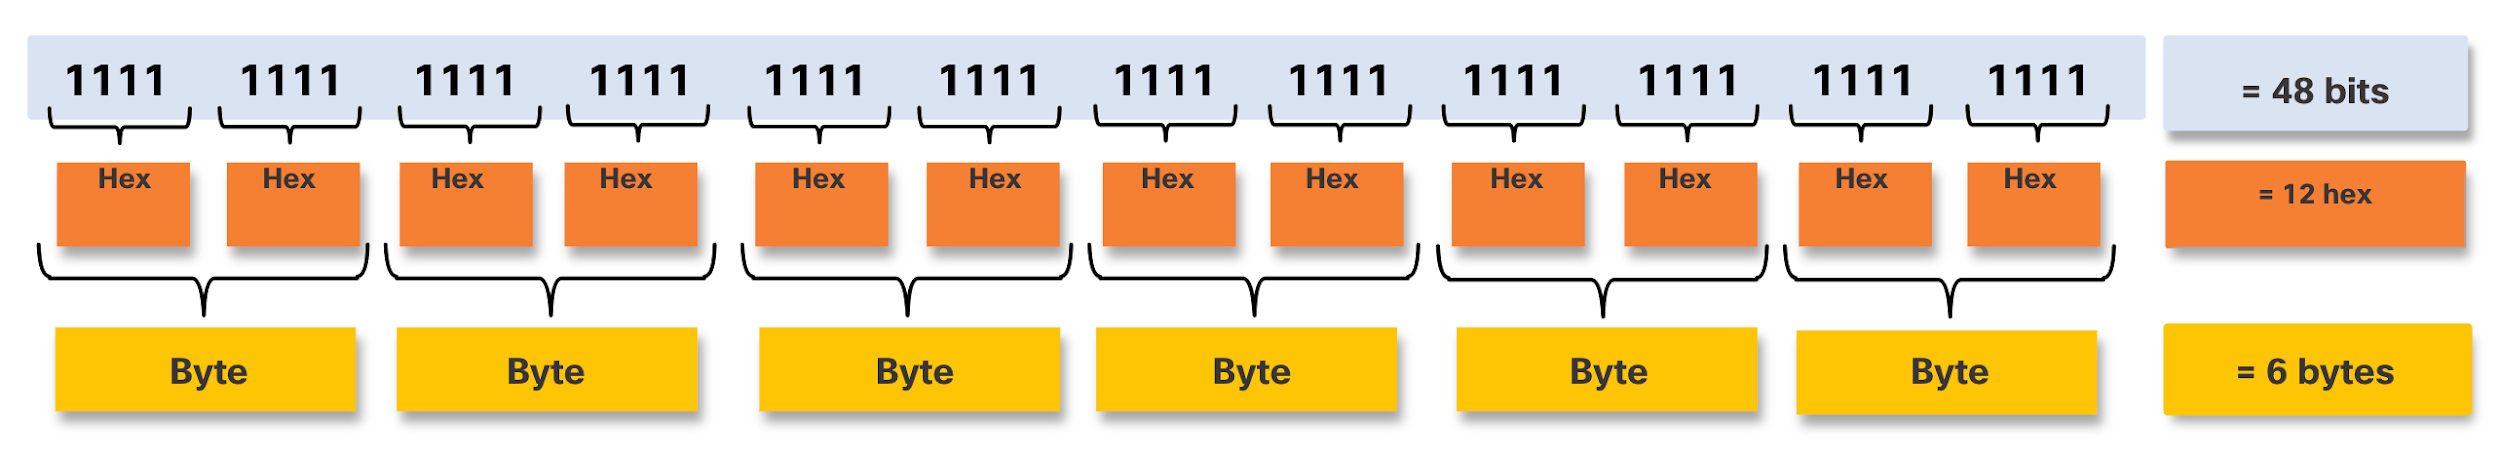 1111 1111 1111 1111 1111 1111 1111 1111 1111 1111 1111 1111 = 48 bits
Hex Hex Hex Hex Hex Hex Hex Hex Hex Hex Hex Hex = 12 hex
Byte Byte Byte Byte Byte Byte = 6 bytes